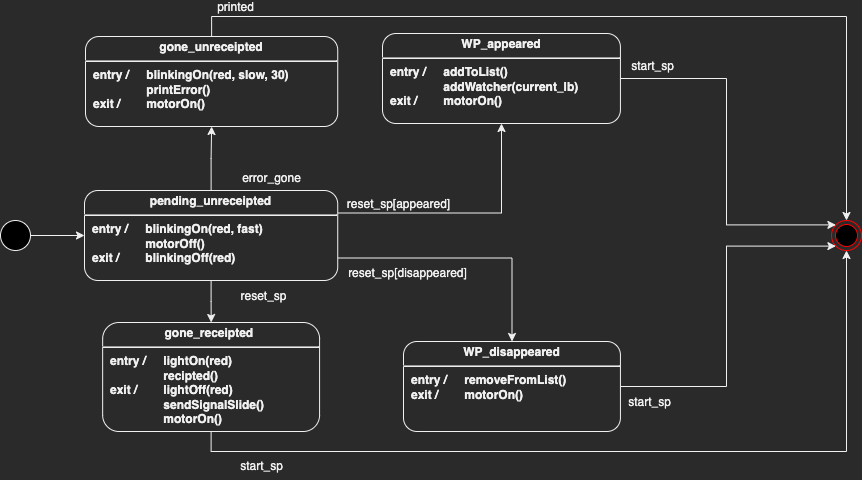 printed
gone_unreceipted
entry / blinkingOn(red, slow, 30)
printError()
exit / motorOn()
WP_appeared
entry / addToList()
addWatcher(current_lb)
exit / motorOn()
start_sp
error_gone
pending_unreceipted
entry / blinkingOn(red, fast)
motorOff()
exit / blinkingOff(red)
reset_sp[appeared]
reset_sp[disappeared]
reset_sp
gone_receipted
entry / lightOn(red)
recipted()
exit / lightOff(red)
sendSignalSlide()
motorOn()
WP_disappeared
entry / removeFromList()
exit / motorOn()
start_sp
start_sp